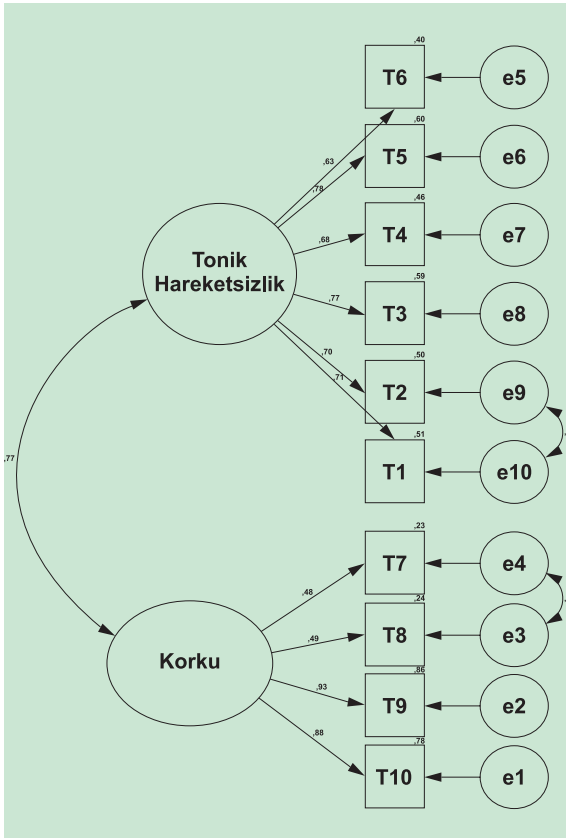 ,40
T6
e5
,60
T5
e6
,63
,78
,46
T4
e7
,68
Tonik
Hareketsizlik
,59
T3
e8
,77
,50
T2
e9
,70
,71
,51
T1
e10
,77
,23
T7
e4
,48
,24
T8
e3
,49
Korku
,86
T9
e2
,93
,88
,78
T10
e1